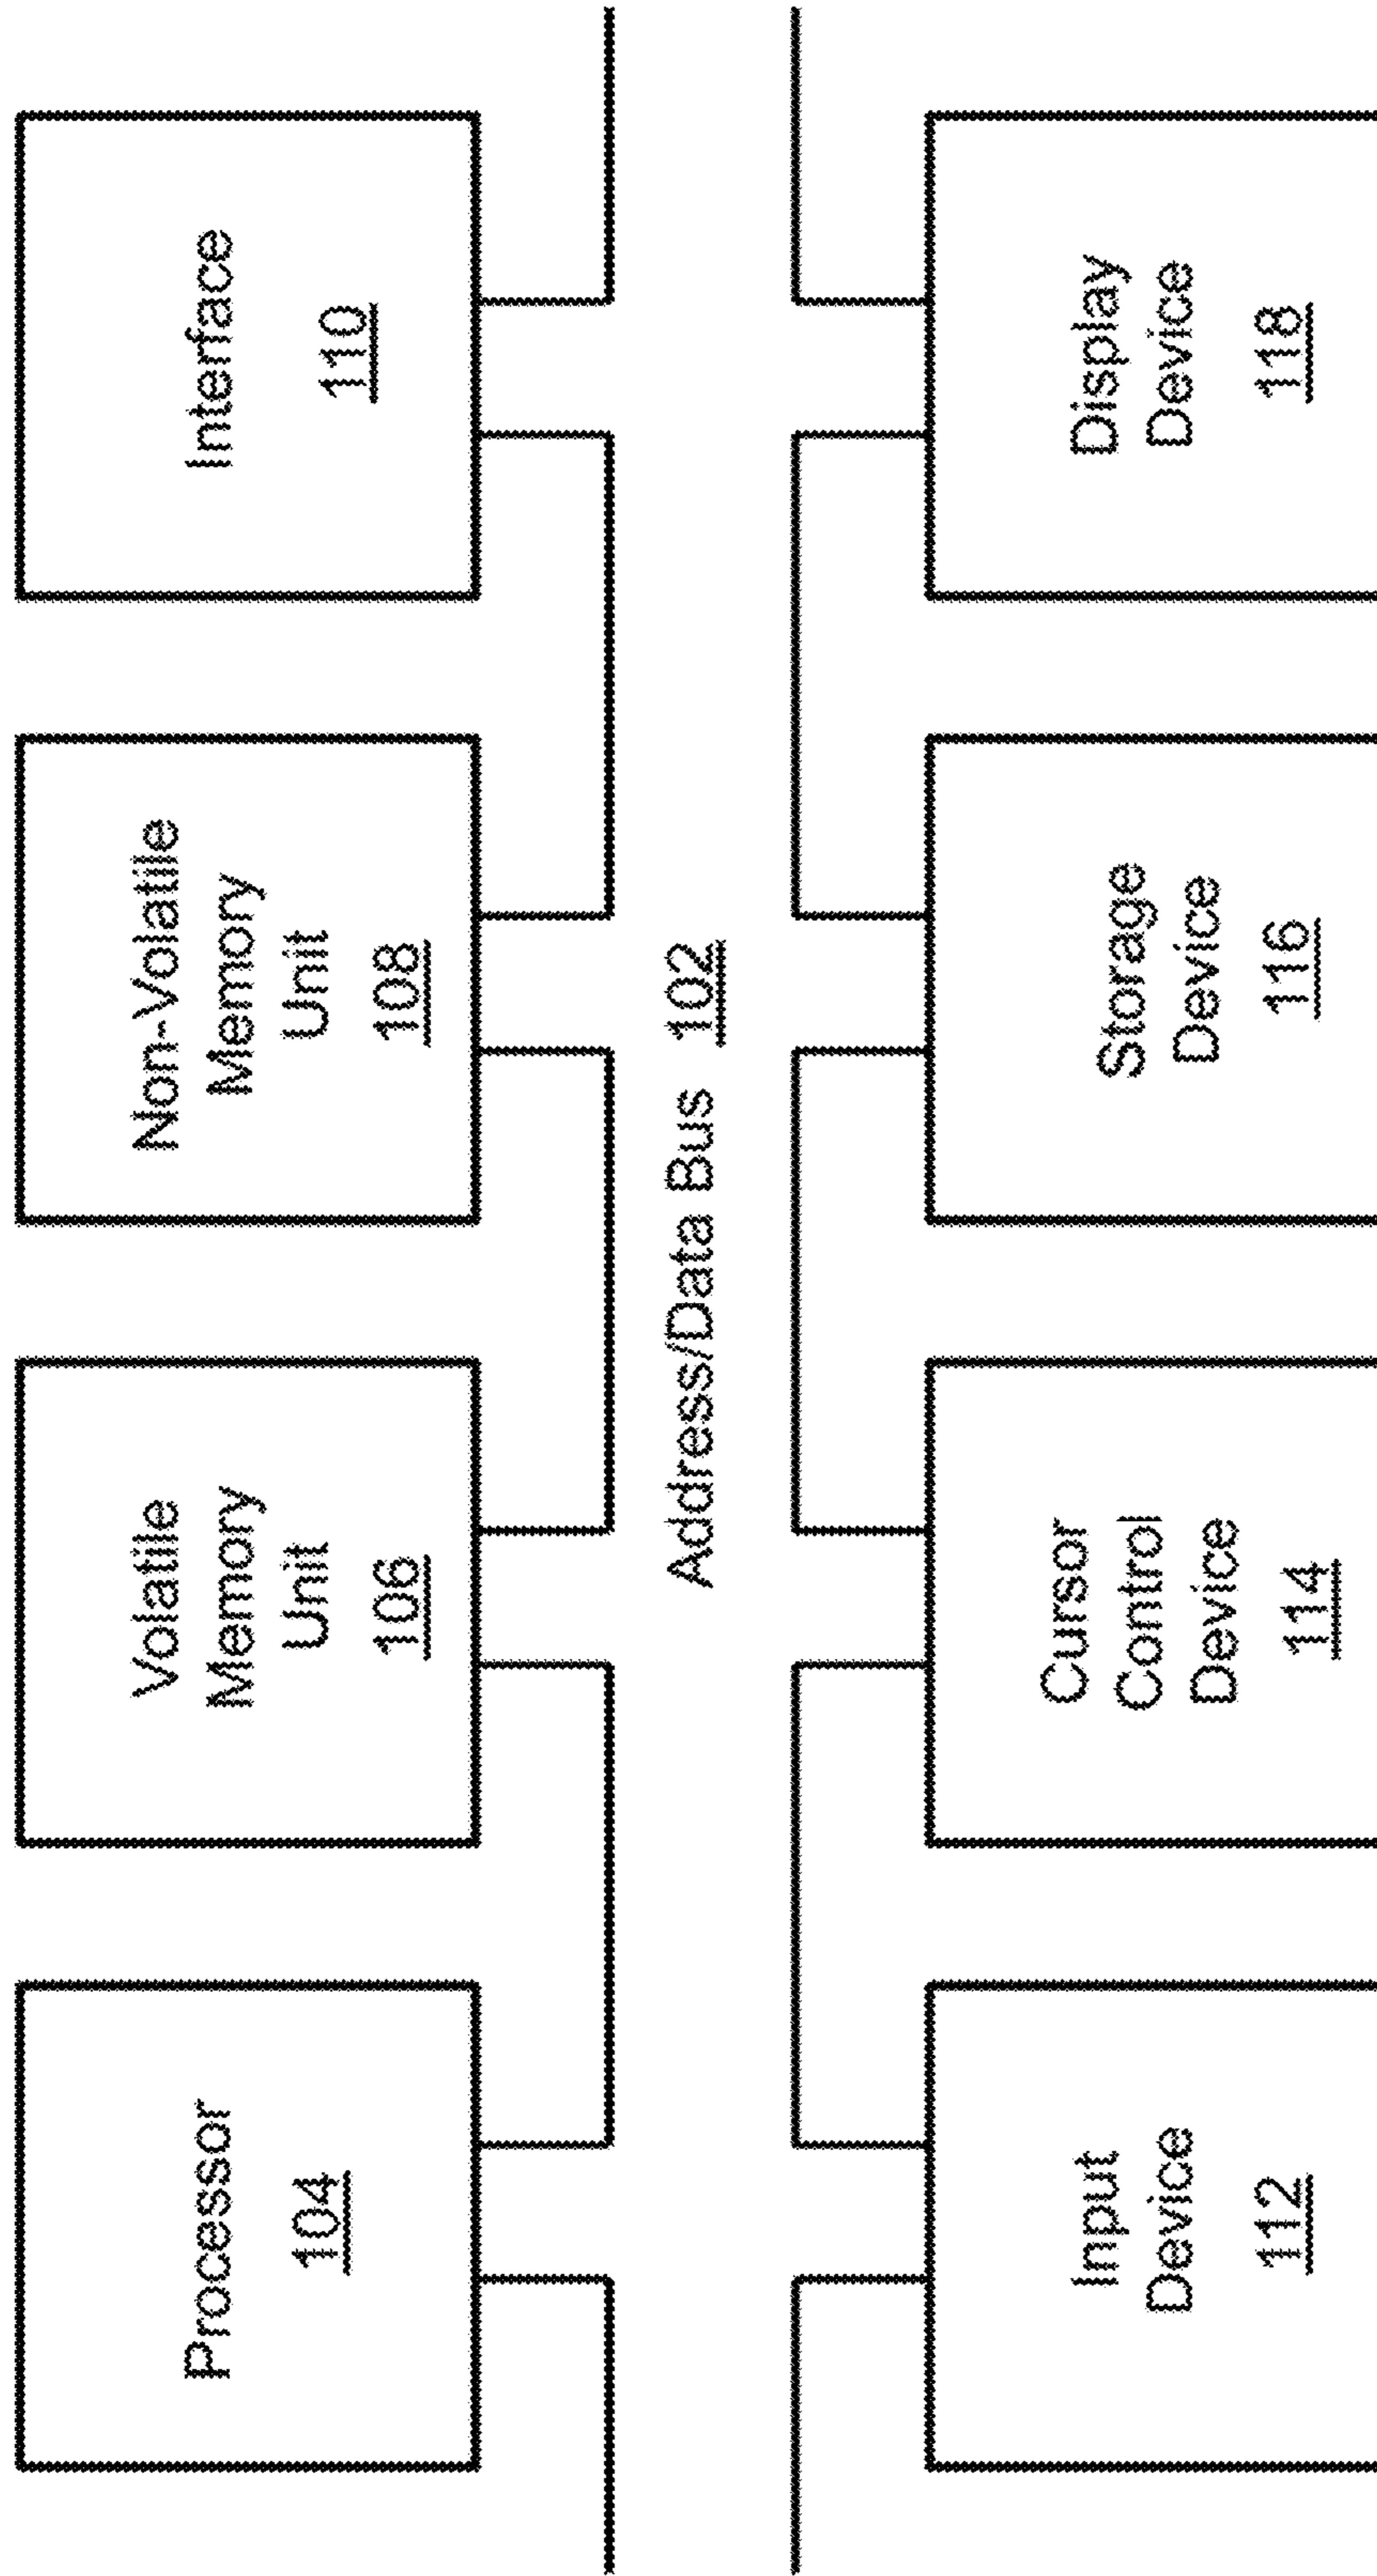 Processor
104
Volatile
Memory
Unit
106
Non-Volatile
Memory
Unit
108
Interface
110
Address/Data Bus 102
Input
Device
112
Cursor
Control
Device
114
Storage
Device
116
Display
Device
118